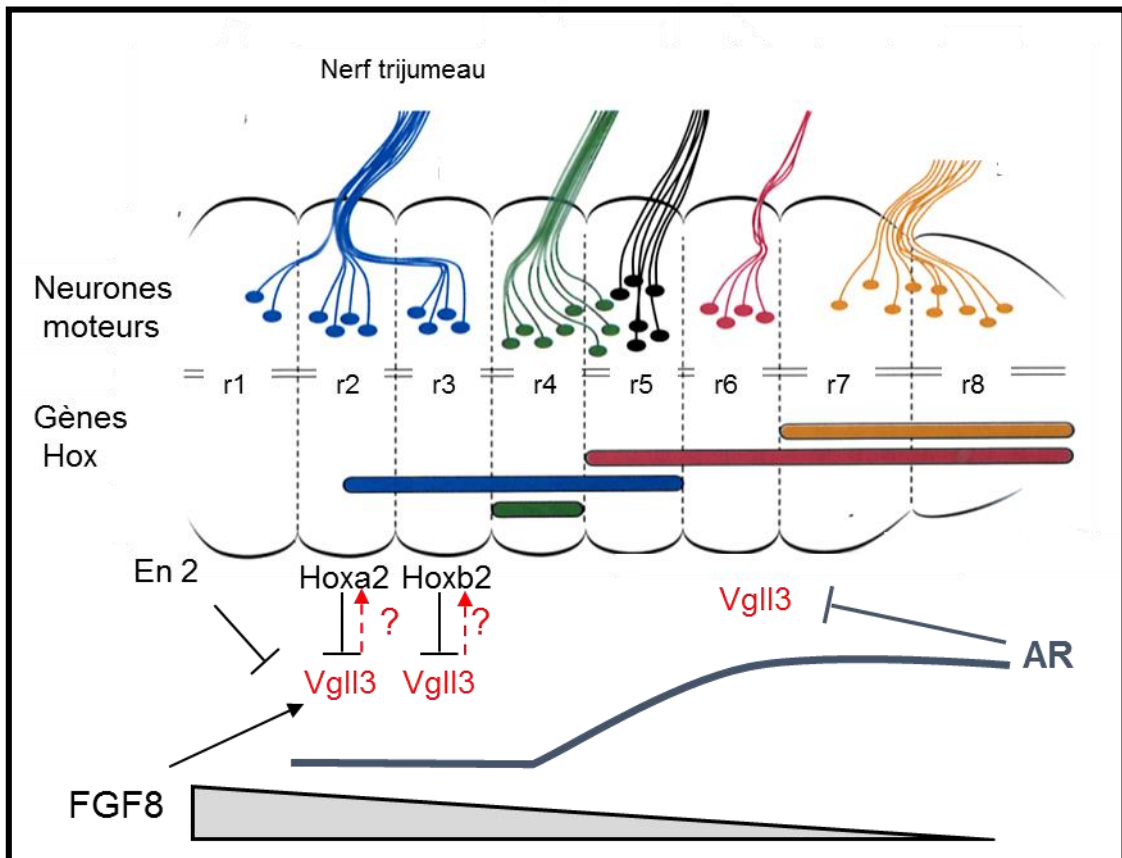 Nerf trijumeau
Neurones
moteurs
r1 r2 r3 r4 r5 r6 r7 r8
Gènes
Hox
En 2
Hoxa2 Hoxb2
? ?
Vgll3 Vgll3
Vgll3
AR
FGF8